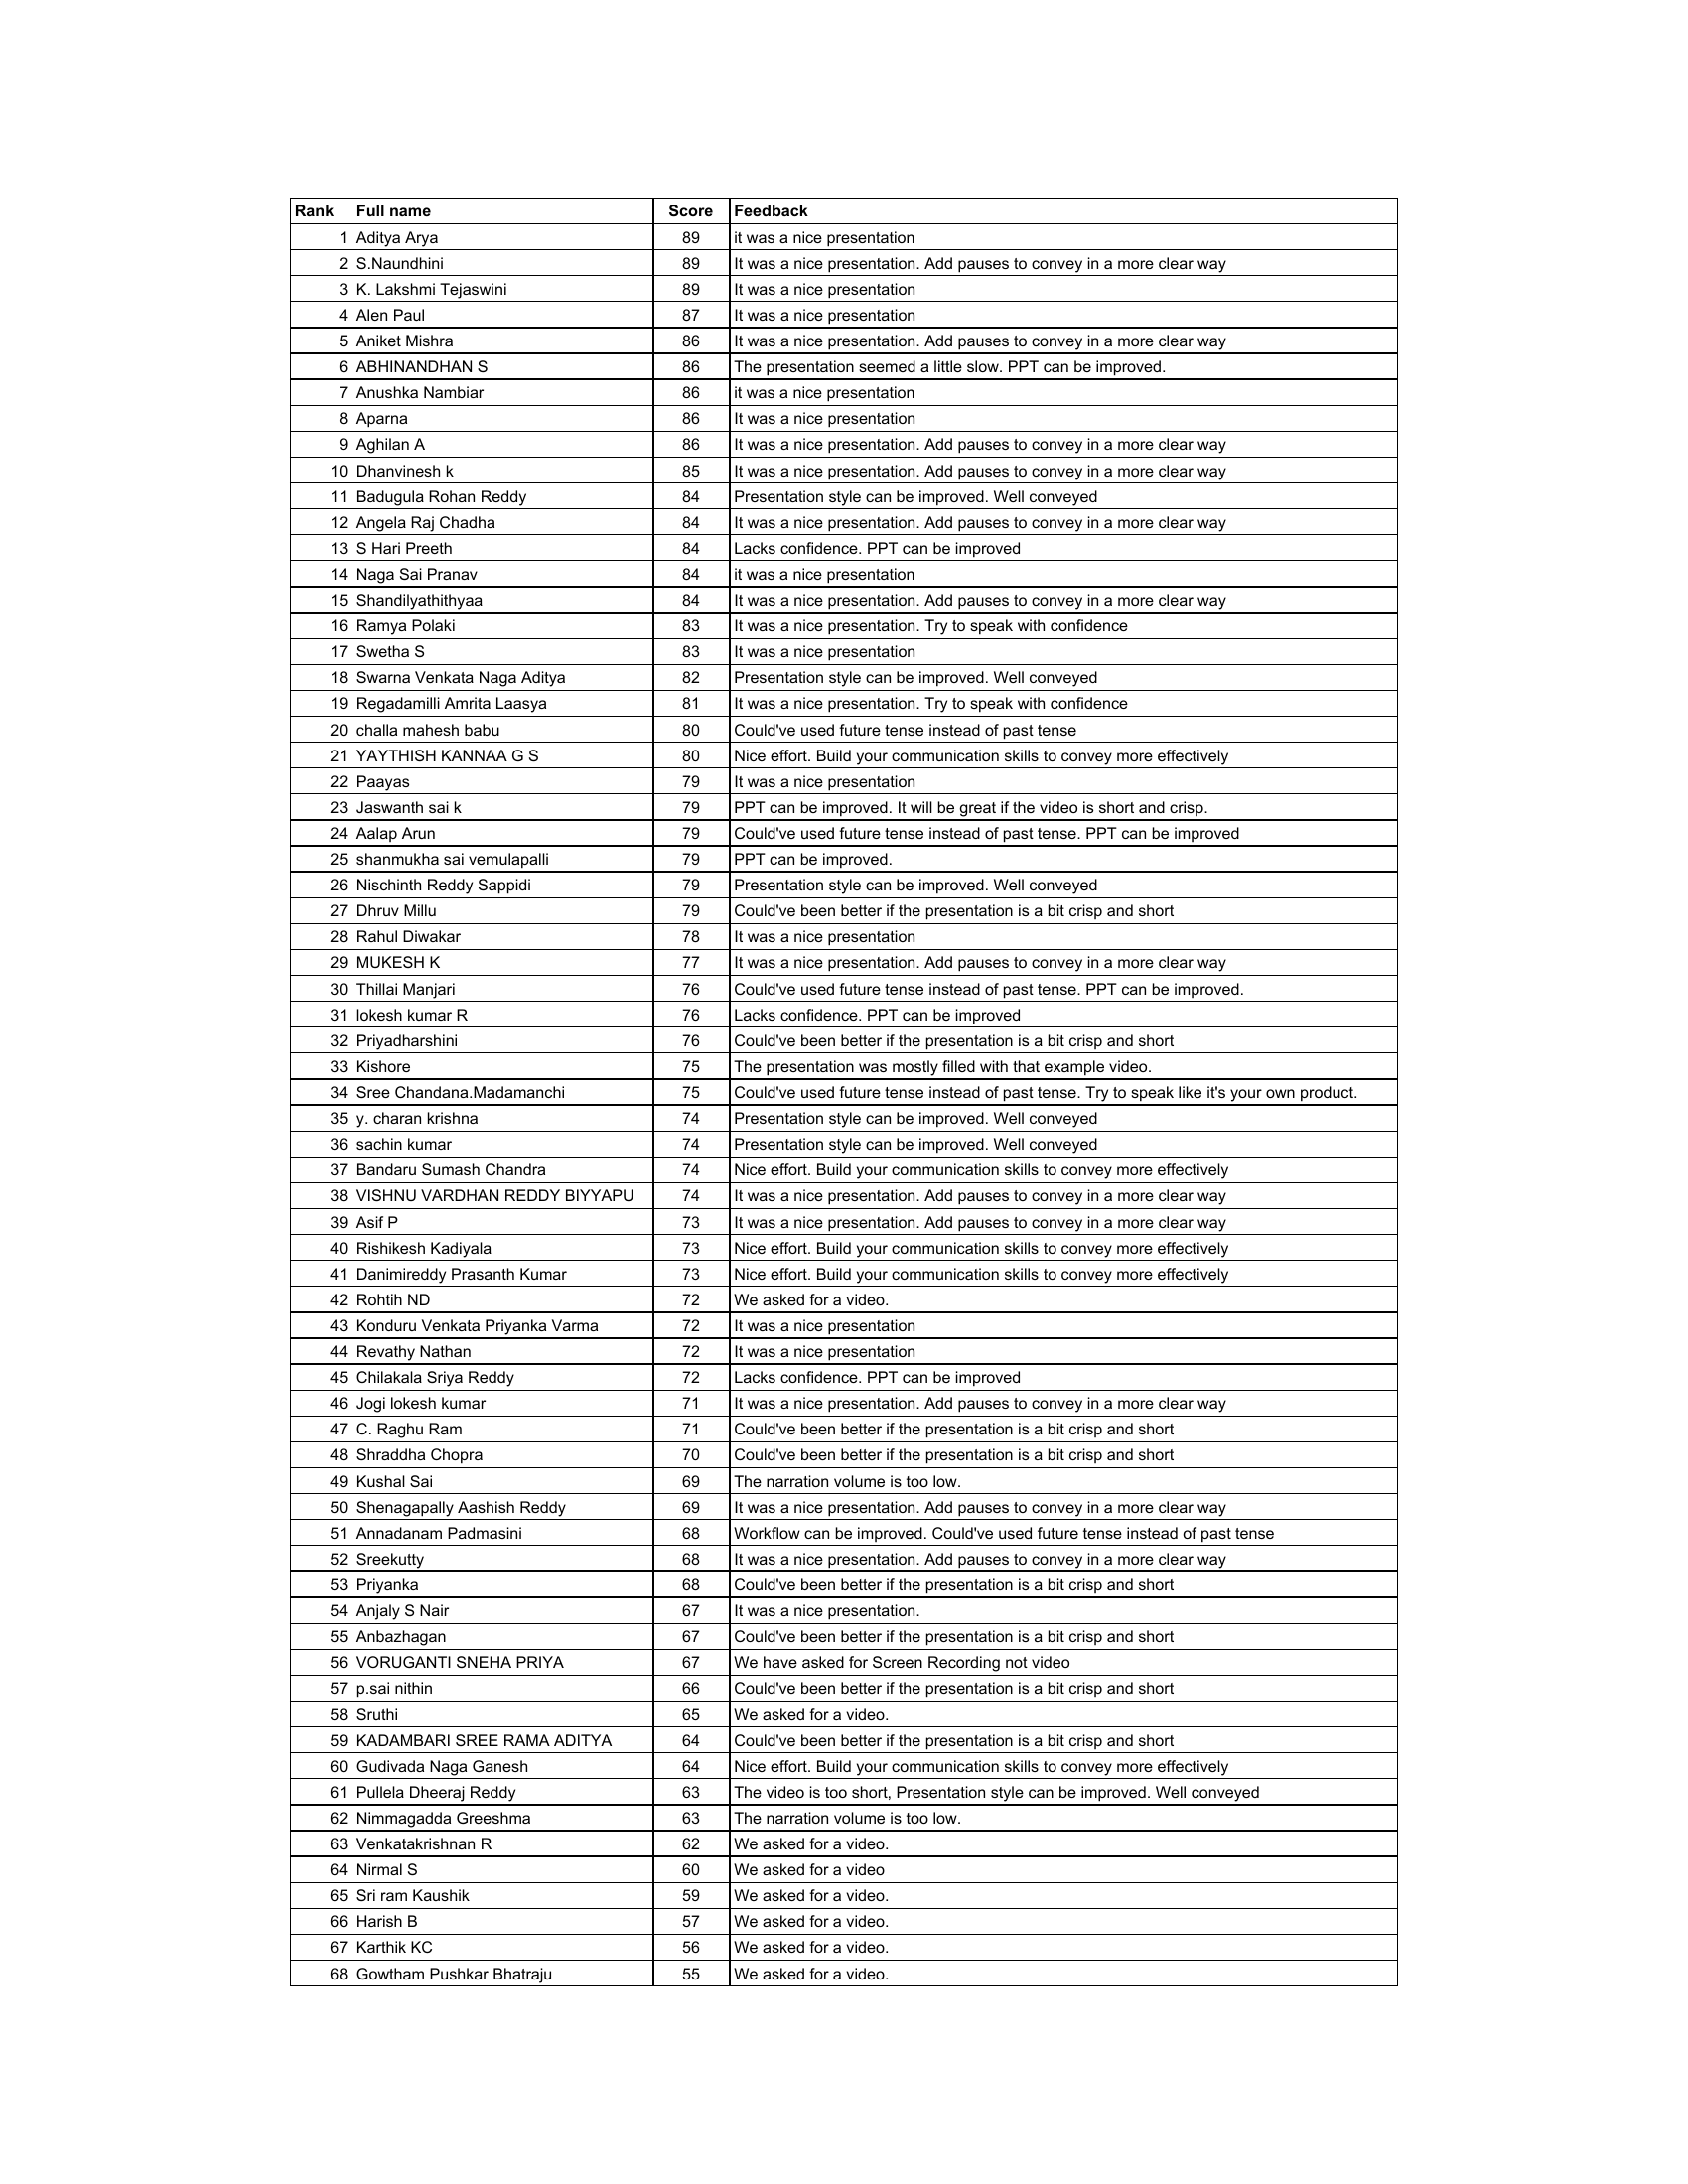 Rank Full name Score Feedback
1 Aditya Arya 89 it was a nice presentation
2 S.Naundhini 89 It was a nice presentation. Add pauses to convey in a more clear way
3 K. Lakshmi Tejaswini 89 It was a nice presentation
4 Alen Paul 87 It was a nice presentation
5 Aniket Mishra 86 It was a nice presentation. Add pauses to convey in a more clear way
6 ABHINANDHAN S 86 The presentation seemed a little slow. PPT can be improved.
7 Anushka Nambiar 86 it was a nice presentation
8 Aparna 86 It was a nice presentation
9 Aghilan A 86 It was a nice presentation. Add pauses to convey in a more clear way
10 Dhanvinesh k 85 It was a nice presentation. Add pauses to convey in a more clear way
11 Badugula Rohan Reddy 84 Presentation style can be improved. Well conveyed
12 Angela Raj Chadha 84 It was a nice presentation. Add pauses to convey in a more clear way
13 S Hari Preeth 84 Lacks confidence. PPT can be improved
14 Naga Sai Pranav 84 it was a nice presentation
15 Shandilyathithyaa 84 It was a nice presentation. Add pauses to convey in a more clear way
16 Ramya Polaki 83 It was a nice presentation. Try to speak with confidence
17 Swetha S 83 It was a nice presentation
18 Swarna Venkata Naga Aditya 82 Presentation style can be improved. Well conveyed
19 Regadamilli Amrita Laasya 81 It was a nice presentation. Try to speak with confidence
20 challa mahesh babu 80 Could've used future tense instead of past tense
21 YAYTHISH KANNAA G S 80 Nice effort. Build your communication skills to convey more effectively
22 Paayas 79 It was a nice presentation
23 Jaswanth sai k 79 PPT can be improved. It will be great if the video is short and crisp.
24 Aalap Arun 79 Could've used future tense instead of past tense. PPT can be improved
25 shanmukha sai vemulapalli 79 PPT can be improved.
26 Nischinth Reddy Sappidi 79 Presentation style can be improved. Well conveyed
27 Dhruv Millu 79 Could've been better if the presentation is a bit crisp and short
28 Rahul Diwakar 78 It was a nice presentation
29 MUKESH K 77 It was a nice presentation. Add pauses to convey in a more clear way
30 Thillai Manjari 76 Could've used future tense instead of past tense. PPT can be improved.
31 lokesh kumar R 76 Lacks confidence. PPT can be improved
32 Priyadharshini 76 Could've been better if the presentation is a bit crisp and short
33 Kishore 75 The presentation was mostly filled with that example video.
34 Sree Chandana.Madamanchi 75 Could've used future tense instead of past tense. Try to speak like it's your own product.
35 y. charan krishna 74 Presentation style can be improved. Well conveyed
36 sachin kumar 74 Presentation style can be improved. Well conveyed
37 Bandaru Sumash Chandra 74 Nice effort. Build your communication skills to convey more effectively
38 VISHNU VARDHAN REDDY BIYYAPU 74 It was a nice presentation. Add pauses to convey in a more clear way
39 Asif P 73 It was a nice presentation. Add pauses to convey in a more clear way
40 Rishikesh Kadiyala 73 Nice effort. Build your communication skills to convey more effectively
41 Danimireddy Prasanth Kumar 73 Nice effort. Build your communication skills to convey more effectively
42 Rohtih ND 72 We asked for a video.
43 Konduru Venkata Priyanka Varma 72 It was a nice presentation
44 Revathy Nathan 72 It was a nice presentation
45 Chilakala Sriya Reddy 72 Lacks confidence. PPT can be improved
46 Jogi lokesh kumar 71 It was a nice presentation. Add pauses to convey in a more clear way
47 C. Raghu Ram 71 Could've been better if the presentation is a bit crisp and short
48 Shraddha Chopra 70 Could've been better if the presentation is a bit crisp and short
49 Kushal Sai 69 The narration volume is too low.
50 Shenagapally Aashish Reddy 69 It was a nice presentation. Add pauses to convey in a more clear way
51 Annadanam Padmasini 68 Workflow can be improved. Could've used future tense instead of past tense
52 Sreekutty 68 It was a nice presentation. Add pauses to convey in a more clear way
53 Priyanka 68 Could've been better if the presentation is a bit crisp and short
54 Anjaly S Nair 67 It was a nice presentation.
55 Anbazhagan 67 Could've been better if the presentation is a bit crisp and short
56 VORUGANTI SNEHA PRIYA 67 We have asked for Screen Recording not video
57 p.sai nithin 66 Could've been better if the presentation is a bit crisp and short
58 Sruthi 65 We asked for a video.
59 KADAMBARI SREE RAMA ADITYA 64 Could've been better if the presentation is a bit crisp and short
60 Gudivada Naga Ganesh 64 Nice effort. Build your communication skills to convey more effectively
61 Pullela Dheeraj Reddy 63 The video is too short, Presentation style can be improved. Well conveyed
62 Nimmagadda Greeshma 63 The narration volume is too low.
63 Venkatakrishnan R 62 We asked for a video.
64 Nirmal S 60 We asked for a video
65 Sri ram Kaushik 59 We asked for a video.
66 Harish B 57 We asked for a video.
67 Karthik KC 56 We asked for a video.
68 Gowtham Pushkar Bhatraju 55 We asked for a video.